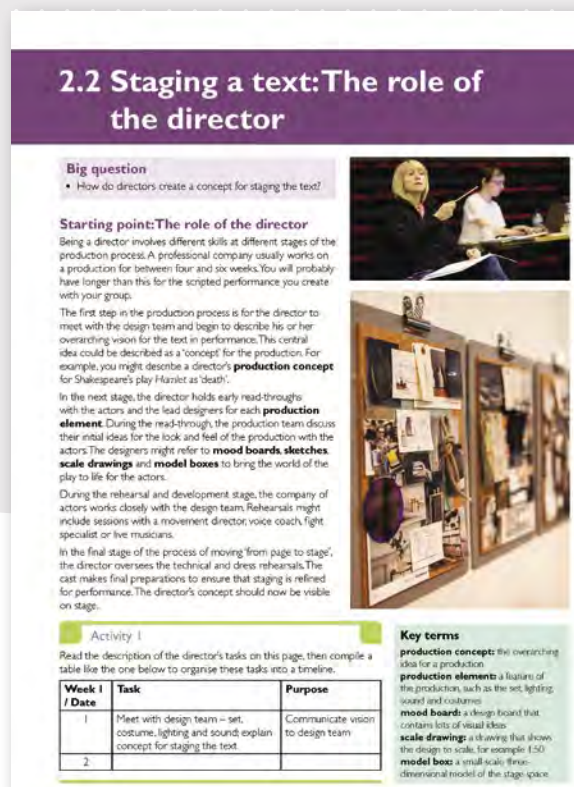 2.2 Staging a text: The role of
the director
Big question
• How do directors create a concept for staging the text?
Starting point: The role of the director
Being a director involves different skills at different stages of the
production process. A professional company usually works on
a production for between four and six weeks. You will probably
have longer than this for the scripted performance you create
with your group.
The first step in the production process is for the director to
meet with the design team and begin to describe his or her
overarching vision for the text in performance. This central
idea could be described as a 'concept' for the production. For
example, you might describe a director's production concept
for Shakespeare's play Hamlet as 'death'.
In the next stage, the director holds early read-throughs
with the actors and the lead designers for each production
element. During the read-through, the production team discuss
their initial ideas for the look and feel of the production with the
actors. The designers might refer to mood boards, sketches,
scale drawings and model boxes to bring the world of the
play to life for the actors.
During the rehearsal and development stage, the company of
actors works closely with the design team. Rehearsals might
include sessions with a movement director, voice coach, fight
specialist or live musicians.
In the final stage of the process of moving 'from page to stage',
the director oversees the technical and dress rehearsals. The
cast makes final preparations to ensure that staging is refined
for performance. The director's concept should now be visible
on stage.
Activity 1
Read the description of the director's tasks on this page, then compile a
table like the one below to organise these tasks into a timeline.
Week 1 Task Purpose
/ Date
1 Meet with design team – set, Communicate vision
costume, lighting and sound; explain to design team
concept for staging the text
2
Key terms
production concept: the overarching
idea for a production
production element: a feature of
the production, such as the set, lighting,
sound and costumes
mood board: a design board that
contains lots of visual ideas
scale drawing: a drawing that shows
the design to scale, for example 1:50
model box: a small-scale three-
dimensional model of the stage space